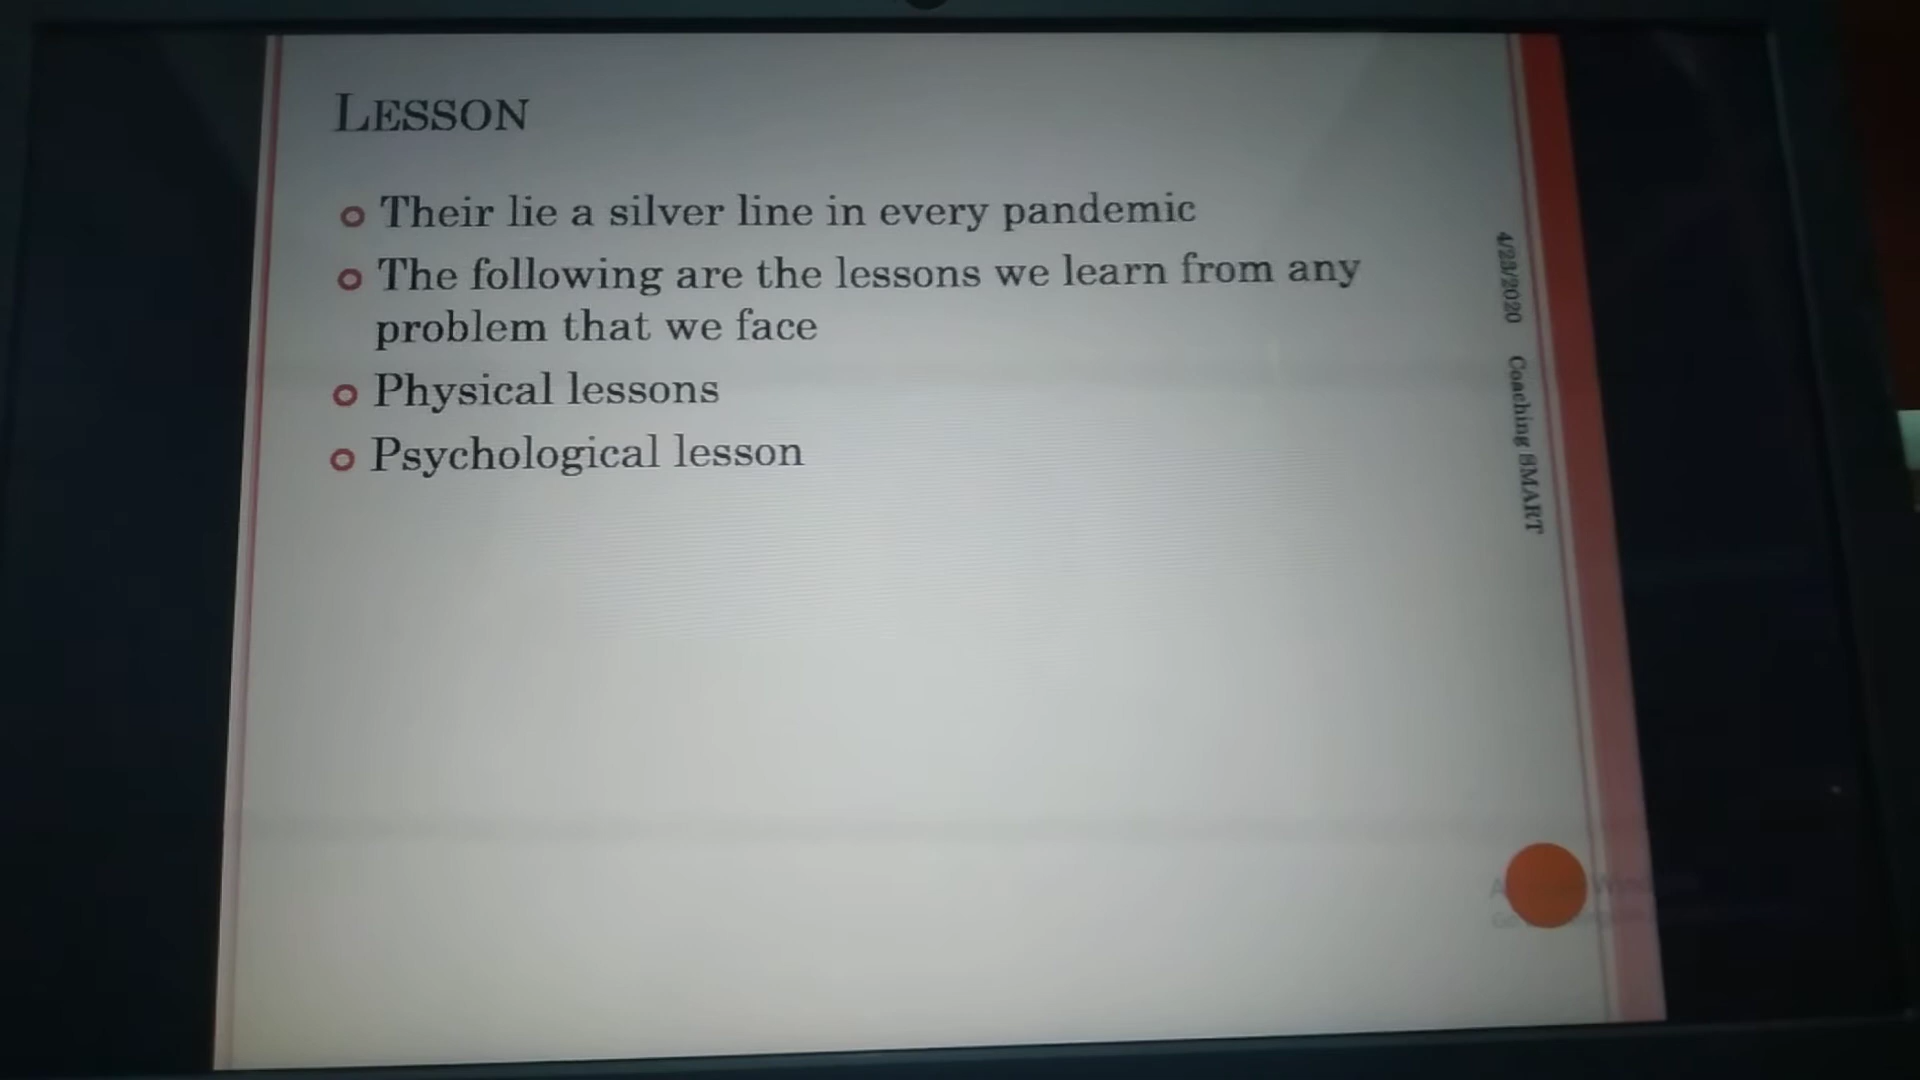 LESSON
Their lie a silver line in every pandemic
The following are the lessons we learn from any
problem that we face
Physical lessons
Psychological lesson
4/23/2020 Coaching SMART